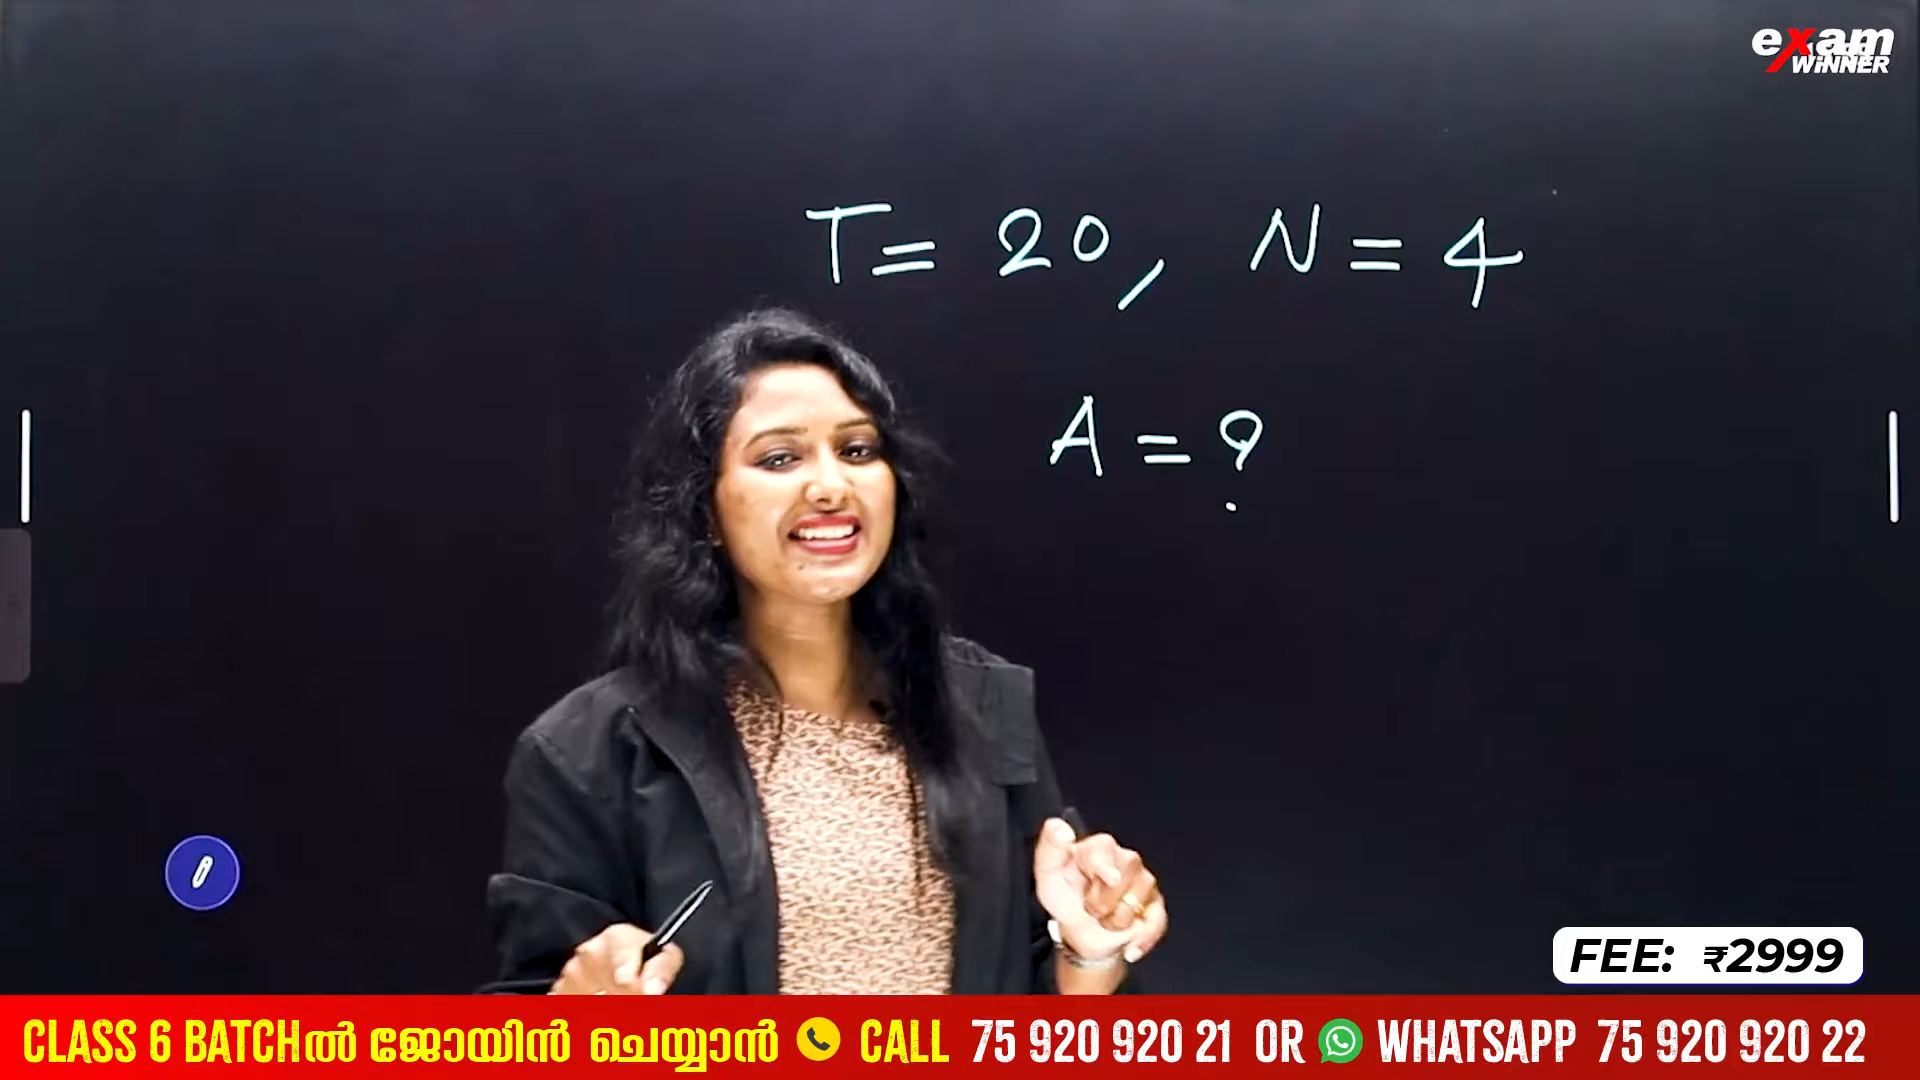 exam
WINNER
T = 20, N = 4
A = ?
FEE: ₹2999
CLASS 6 BATCHൽ ജോയിൻ ചെയ്യാൻ CALL 75 920 920 21 OR WHATSAPP 75 920 920 22